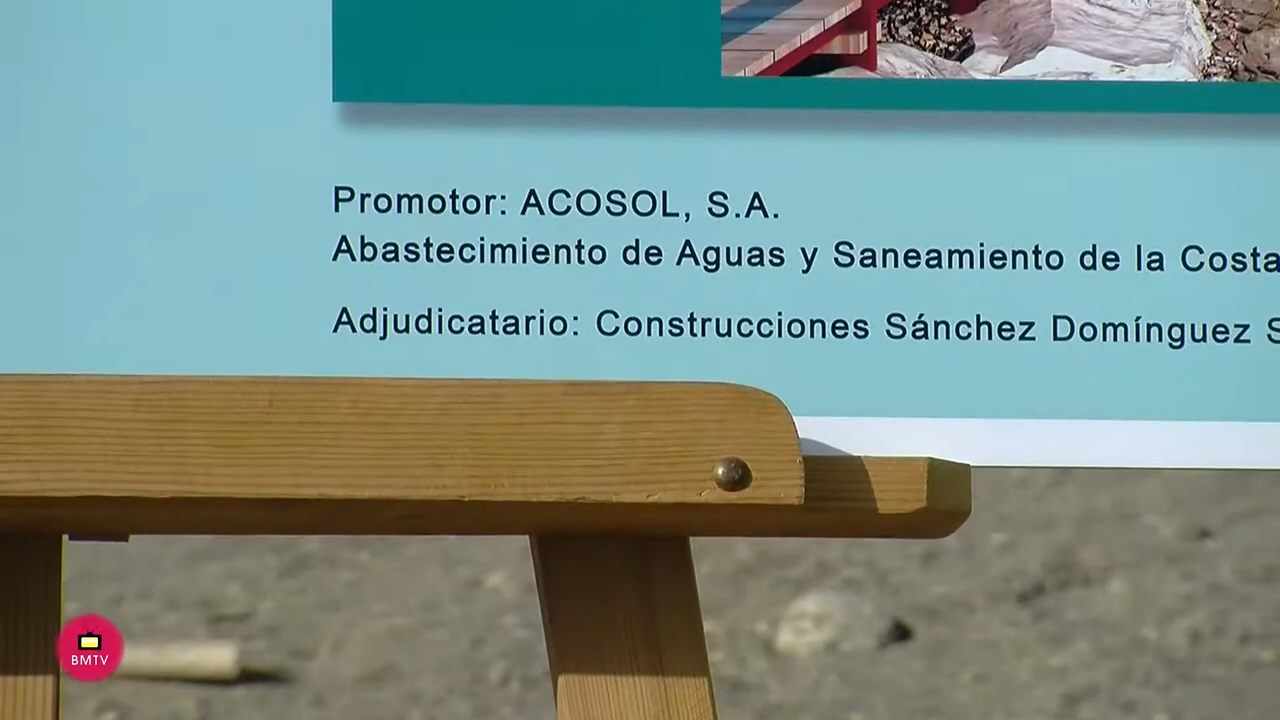 Promotor: ACOSOL, S.A.
Abastecimiento de Aguas y Saneamiento de la Costa
Adjudicatario: Construcciones Sánchez Domínguez S
BMTV